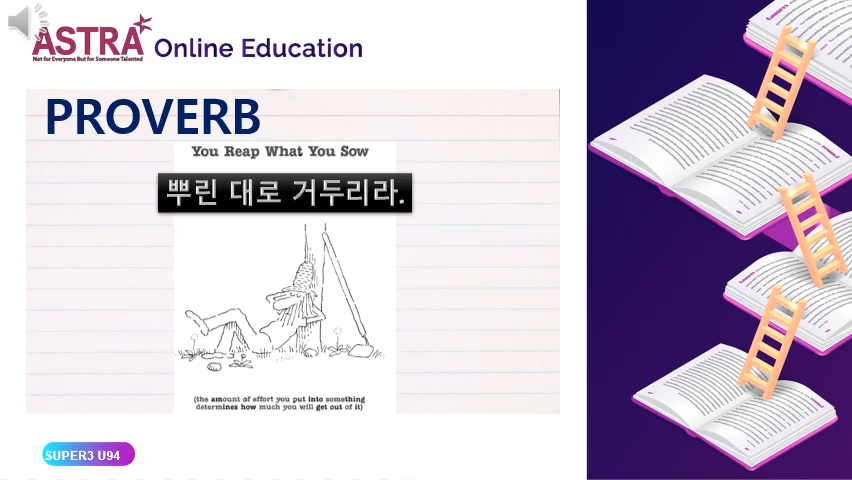 ASTRA
Not for Everyone But for Someone Talented
Online Education
PROVERB
You Reap What You Sow
뿌린 대로 거두리라.
(the amount of effort you put into something
determines how much you will get out of it)
SUPER3 U94